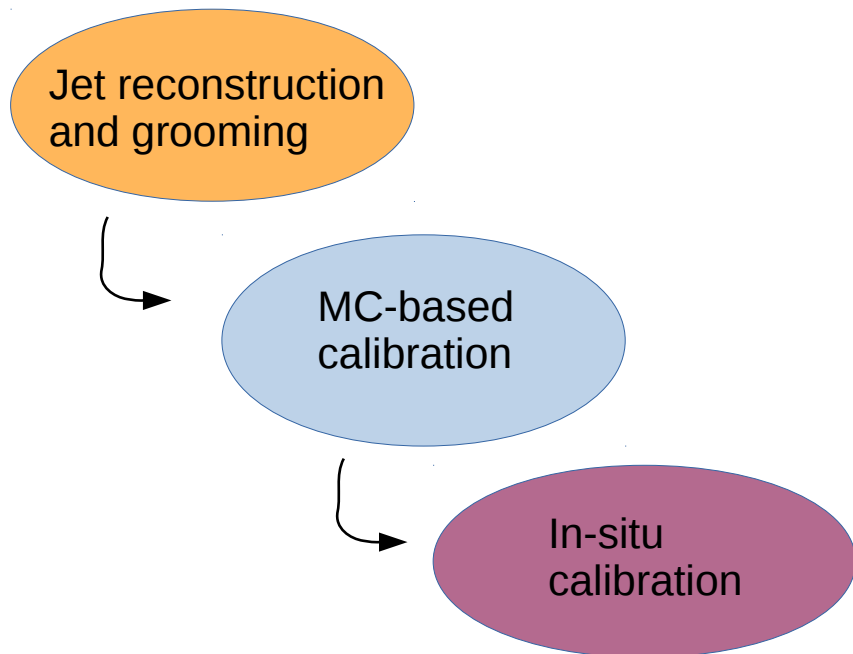 Jet reconstruction
and grooming
MC-based
calibration
In-situ
calibration